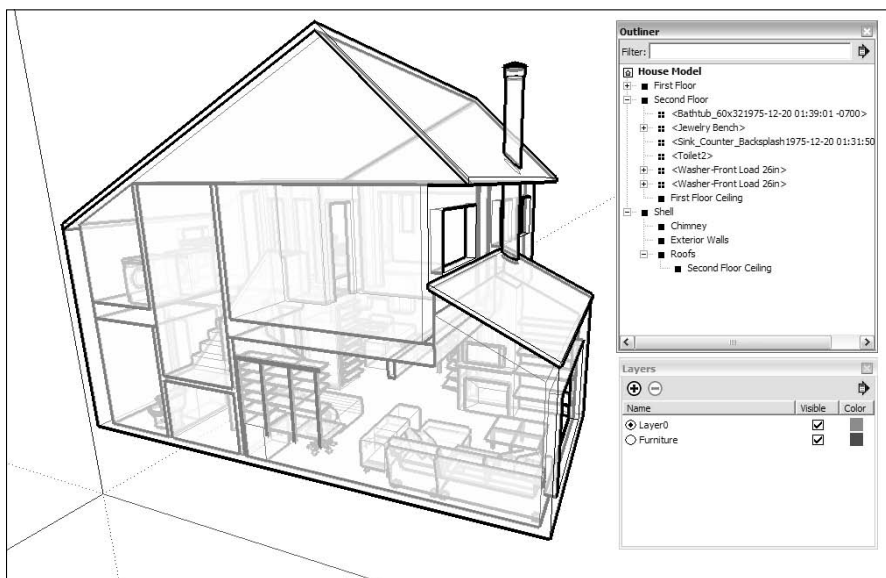 Outliner
Filter:
House Model
First Floor
Second Floor
<Bathtub_60x321975-12-20 01:39:01 -0700>
<Jewelry Bench>
<Sink_Counter_Backsplash1975-12-20 01:31:50
<Toilet2>
<Washer-Front Load 26in>
<Washer-Front Load 26in>
First Floor Ceiling
Shell
Chimney
Exterior Walls
Roofs
Second Floor Ceiling
Layers
Name Visible Color
Layer0
Furniture